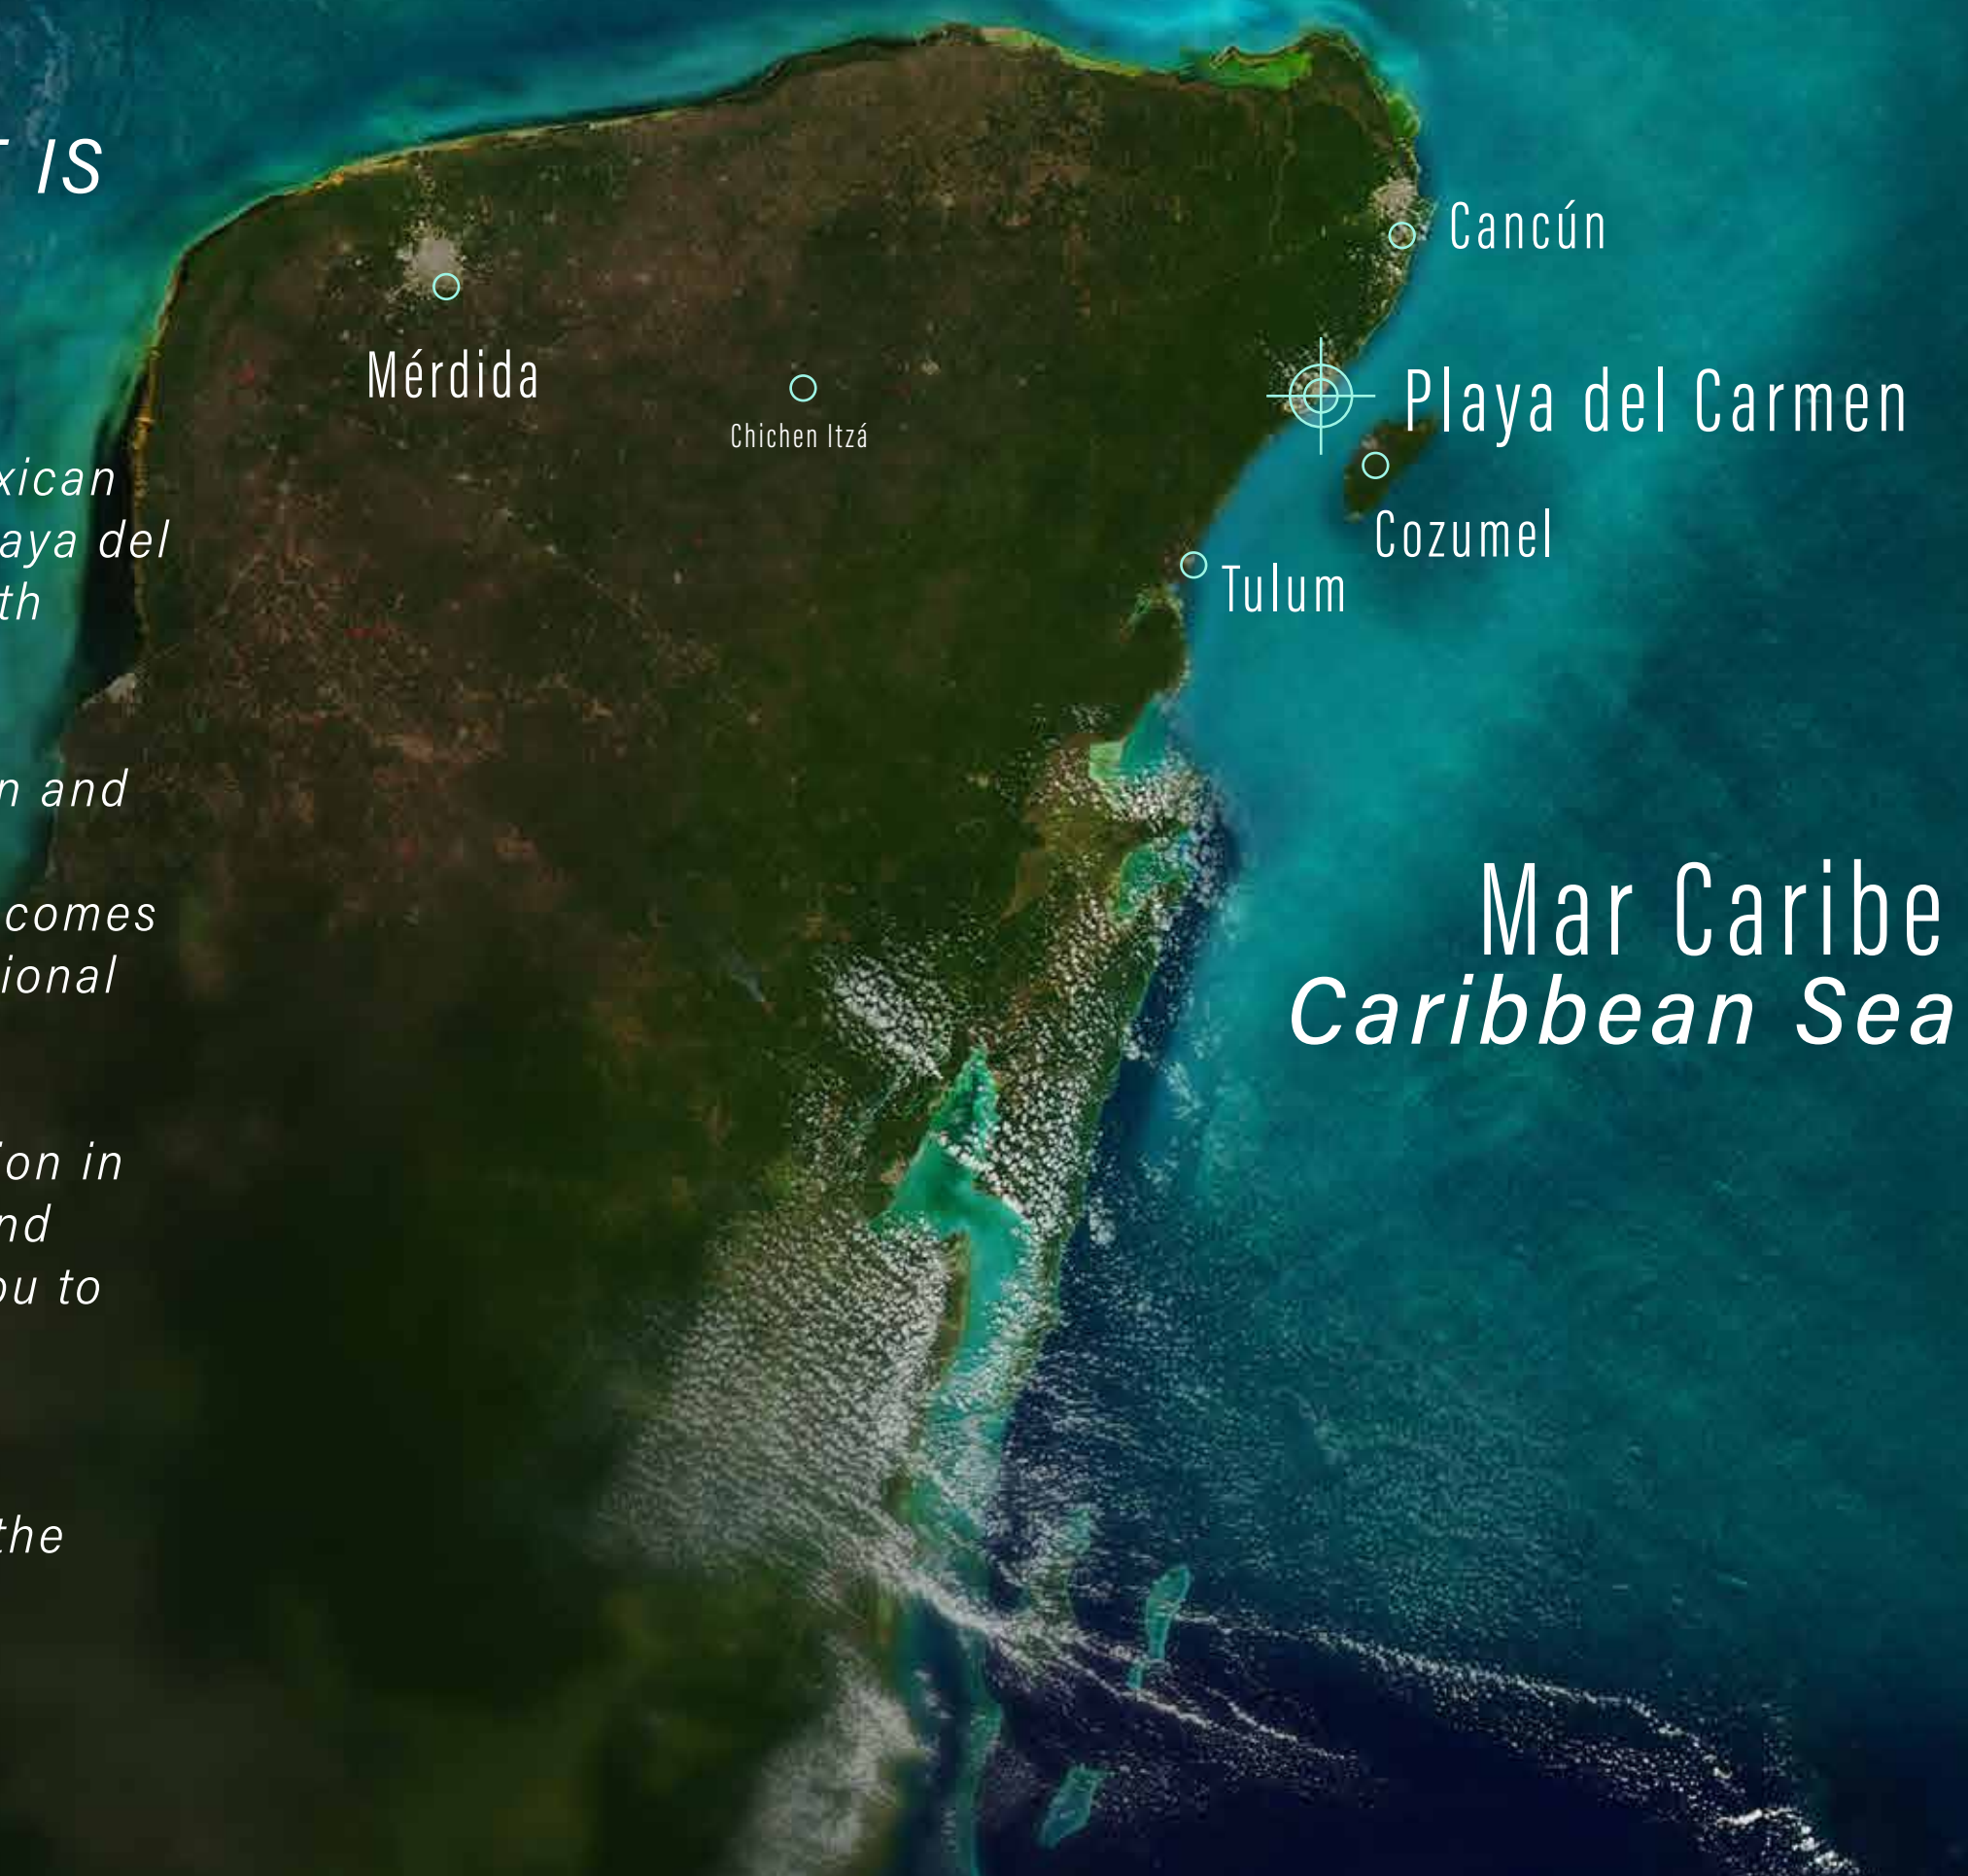 T IS
xican
aya del
th
n and
comes
ional
ion in
nd
ou to
the
Cancún
Mérdida
Chichen Itzá
Playa del Carmen
Cozumel
Tulum
Mar Caribe
Caribbean Sea